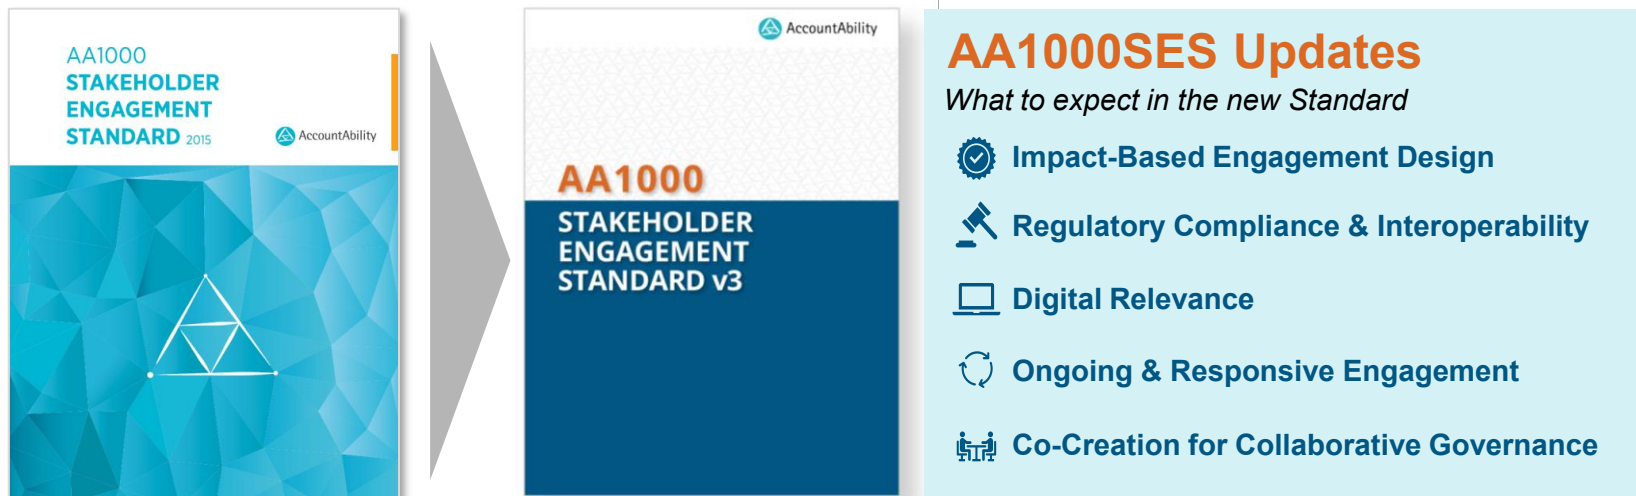 AA1000
STAKEHOLDER
ENGAGEMENT
STANDARD 2015
AccountAbility
AccountAbility
AA1000
STAKEHOLDER
ENGAGEMENT
STANDARD v3
AA1000SES Updates
What to expect in the new Standard
Impact-Based Engagement Design
Regulatory Compliance & Interoperability
Digital Relevance
Ongoing & Responsive Engagement
Co-Creation for Collaborative Governance